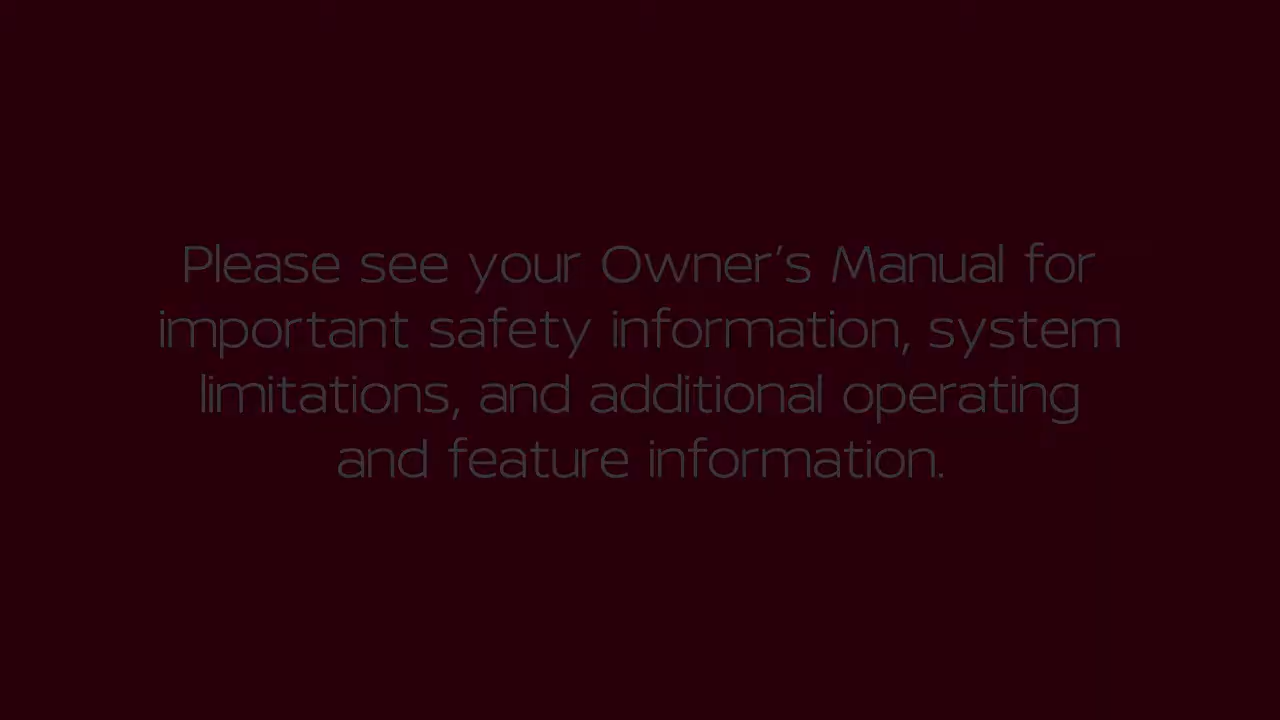 Please see your Owner’s Manual for
important safety information, system
limitations, and additional operating
and feature information.